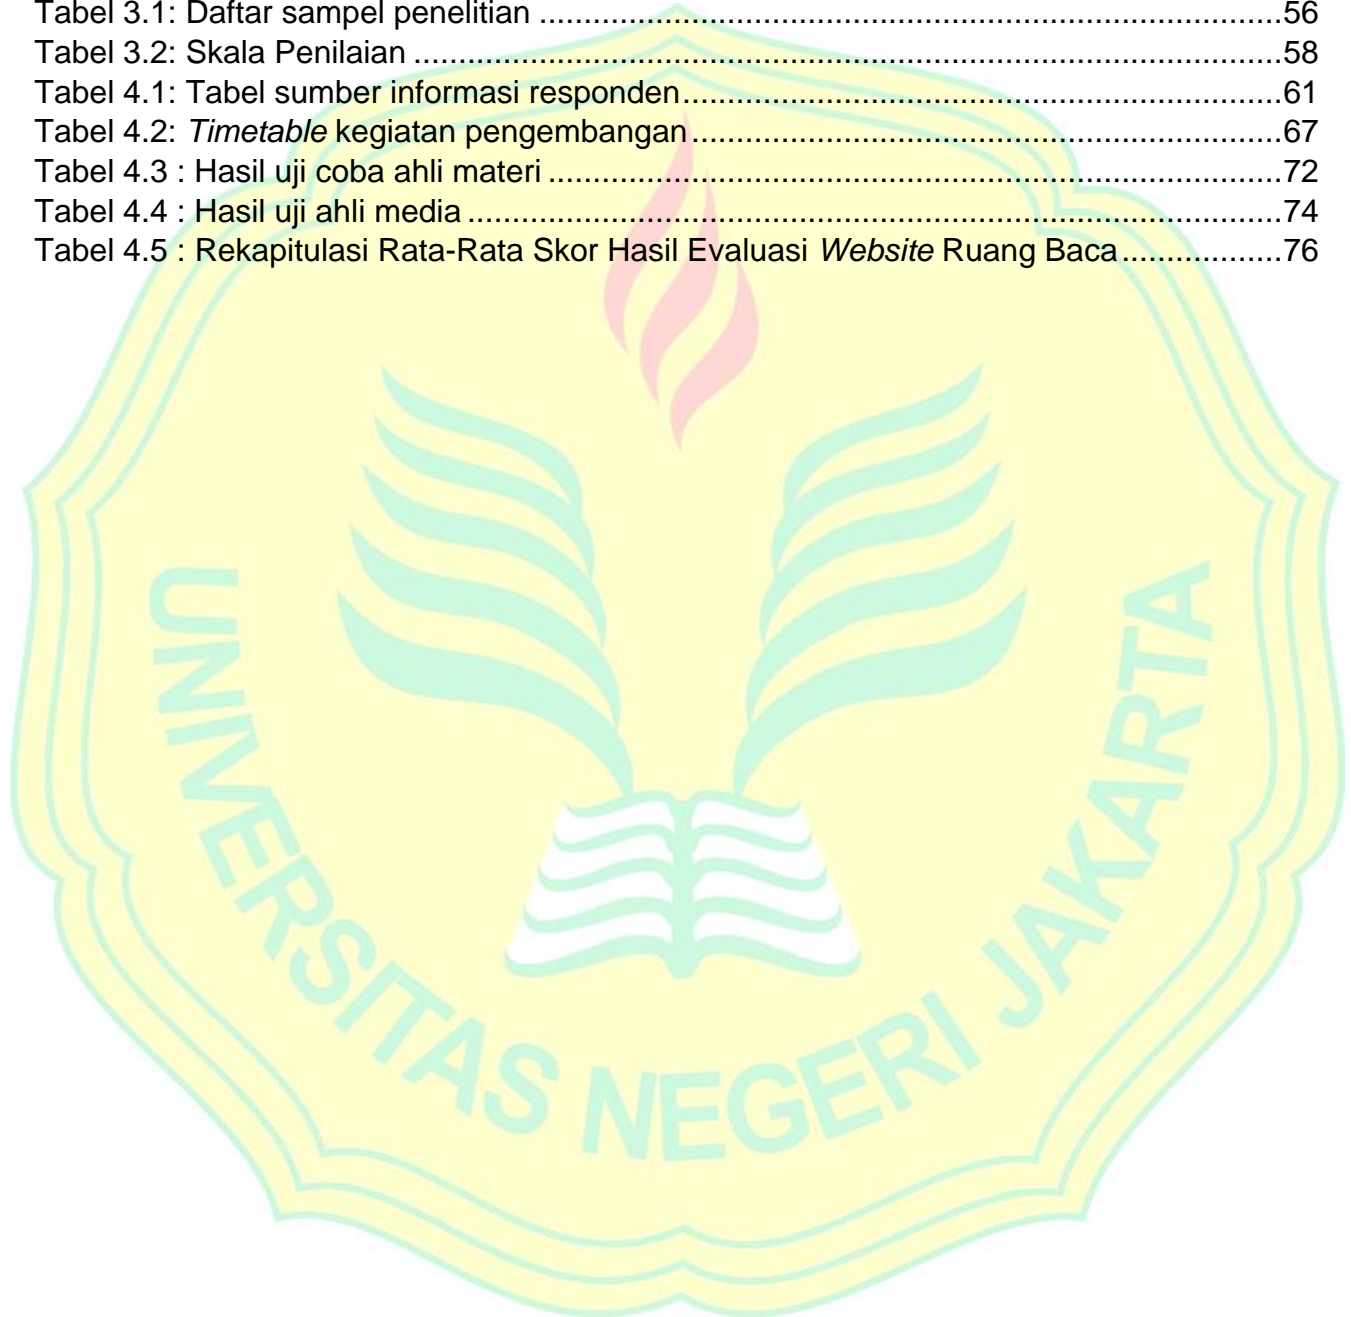 Tabel 3.1: Daftar sampel penelitian ..........................................................................................56
Tabel 3.2: Skala Penilaian .........................................................................................................58
Tabel 4.1: Tabel sumber informasi responden.........................................................................61
Tabel 4.2: Timetable kegiatan pengembangan........................................................................67
Tabel 4.3 : Hasil uji coba ahli materi .........................................................................................72
Tabel 4.4 : Hasil uji ahli media ...................................................................................................74
Tabel 4.5 : Rekapitulasi Rata-Rata Skor Hasil Evaluasi Website Ruang Baca...................76
UNIVERSITAS NEGERI JAKARTA